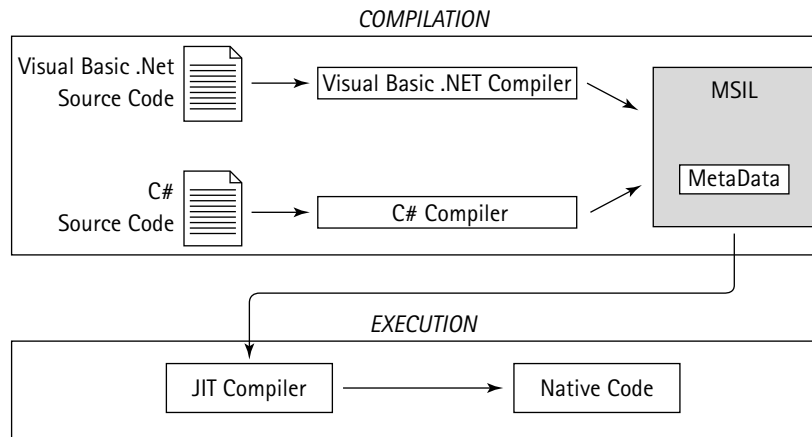 COMPILATION
Visual Basic .Net
Source Code
Visual Basic .NET Compiler
MSIL
MetaData
C#
Source Code
C# Compiler
EXECUTION
JIT Compiler
Native Code